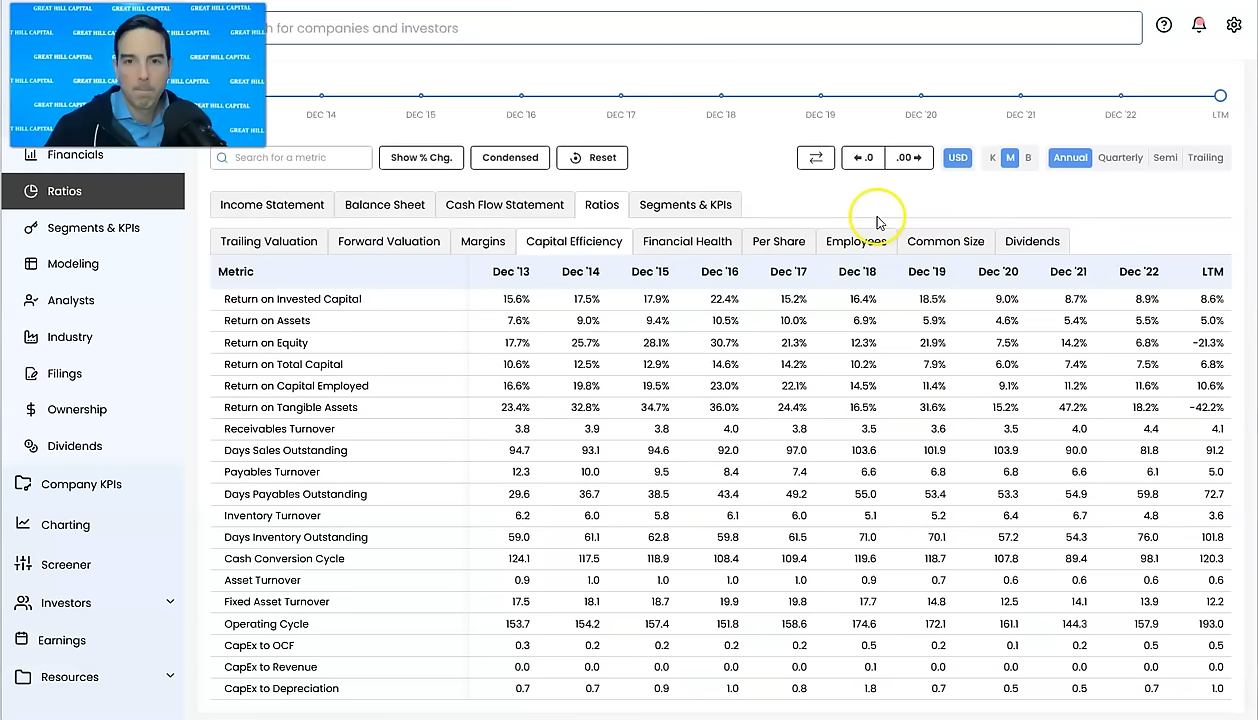 GREAT HILL CAPITAL GREAT HILL CAPITAL GREAT HILL CAPITAL
T HILL CAPITAL HILL CAPITAL
GREAT HILL CAPITAL GREAT HILL CAPITAL
T HILL CAPITAL GREAT HILL CAPITAL GREAT HILL
GREAT HILL CAPITAL
T HILL CAPITAL GREAT HILL
h for companies and investors
DEC '14 DEC '15 DEC '16 DEC '17 DEC '18 DEC '19 DEC '20 DEC '21 DEC '22 LTM
Search for a metric Show % Chg. Condensed Reset .0 .00 USD K M B Annual Quarterly Semi Trailing
Financials
Ratios
Segments & KPIs
Modeling
Analysts
Industry
Filings
Ownership
Dividends
Company KPIs
Charting
Screener
Investors
Earnings
Resources
Income Statement Balance Sheet Cash Flow Statement Ratios Segments & KPIs
Trailing Valuation Forward Valuation Margins Capital Efficiency Financial Health Per Share Employees Common Size Dividends
Metric Dec '13 Dec '14 Dec '15 Dec '16 Dec '17 Dec '18 Dec '19 Dec '20 Dec '21 Dec '22 LTM
Return on Invested Capital 15.6% 17.5% 17.9% 22.4% 15.2% 16.4% 18.5% 9.0% 8.7% 8.9% 8.6%
Return on Assets 7.6% 9.0% 9.4% 10.5% 10.0% 6.9% 5.9% 4.6% 5.4% 5.5% 5.0%
Return on Equity 17.7% 25.7% 28.1% 30.7% 21.3% 12.3% 21.9% 7.5% 14.2% 6.8% -21.3%
Return on Total Capital 10.6% 12.5% 12.9% 14.6% 14.2% 10.2% 7.9% 6.0% 7.4% 7.5% 6.8%
Return on Capital Employed 16.6% 19.8% 19.5% 23.0% 22.1% 14.5% 11.4% 9.1% 11.2% 11.6% 10.6%
Return on Tangible Assets 23.4% 32.8% 34.7% 36.0% 24.4% 16.5% 31.6% 15.2% 47.2% 18.2% -42.2%
Receivables Turnover 3.8 3.9 3.8 4.0 3.8 3.5 3.6 3.5 4.0 4.4 4.1
Days Sales Outstanding 94.7 93.1 94.6 92.0 97.0 103.6 101.9 103.9 90.0 81.8 91.2
Payables Turnover 12.3 10.0 9.5 8.4 7.4 6.6 6.8 6.8 6.6 6.1 5.0
Days Payables Outstanding 29.6 36.7 38.5 43.4 49.2 55.0 53.4 53.3 54.9 59.8 72.7
Inventory Turnover 6.2 6.0 5.8 6.1 6.0 5.1 5.2 6.4 6.7 4.8 3.6
Days Inventory Outstanding 59.0 61.1 62.8 59.8 61.5 71.0 70.1 57.2 54.3 76.0 101.8
Cash Conversion Cycle 124.1 117.5 118.9 108.4 109.4 119.6 118.7 107.8 89.4 98.1 120.3
Asset Turnover 0.9 1.0 1.0 1.0 1.0 0.9 0.7 0.6 0.6 0.6 0.6
Fixed Asset Turnover 17.5 18.1 18.7 19.9 19.8 17.7 14.8 12.5 14.1 13.9 12.2
Operating Cycle 153.7 154.2 157.4 151.8 158.6 174.6 172.1 161.1 144.3 157.9 193.0
CapEx to OCF 0.3 0.2 0.2 0.2 0.2 0.5 0.2 0.1 0.2 0.5 0.5
CapEx to Revenue 0.0 0.0 0.0 0.0 0.0 0.1 0.0 0.0 0.0 0.0 0.0
CapEx to Depreciation 0.7 0.7 0.9 1.0 0.8 1.8 0.7 0.5 0.5 0.7 1.0